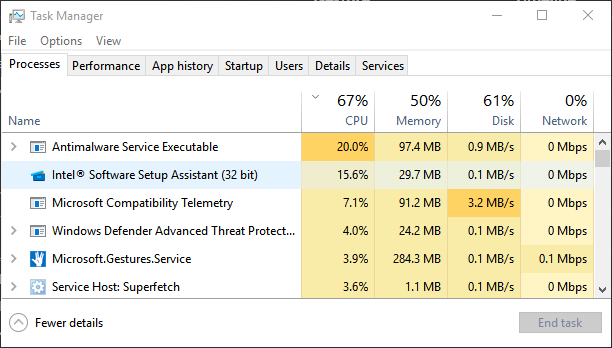 Task Manager
File Options View
Processes Performance App history Startup Users Details Services
67% 50% 61% 0%
Name CPU Memory Disk Network
Antimalware Service Executable 20.0% 97.4 MB 0.9 MB/s 0 Mbps
Intel® Software Setup Assistant (32 bit) 15.6% 29.7 MB 0.1 MB/s 0 Mbps
Microsoft Compatibility Telemetry 7.1% 91.2 MB 3.2 MB/s 0 Mbps
Windows Defender Advanced Threat Protect... 4.0% 24.2 MB 0.1 MB/s 0 Mbps
Microsoft.Gestures.Service 3.9% 284.3 MB 0.1 MB/s 0.1 Mbps
Service Host: Superfetch 3.6% 1.1 MB 0.1 MB/s 0 Mbps
Fewer details End task